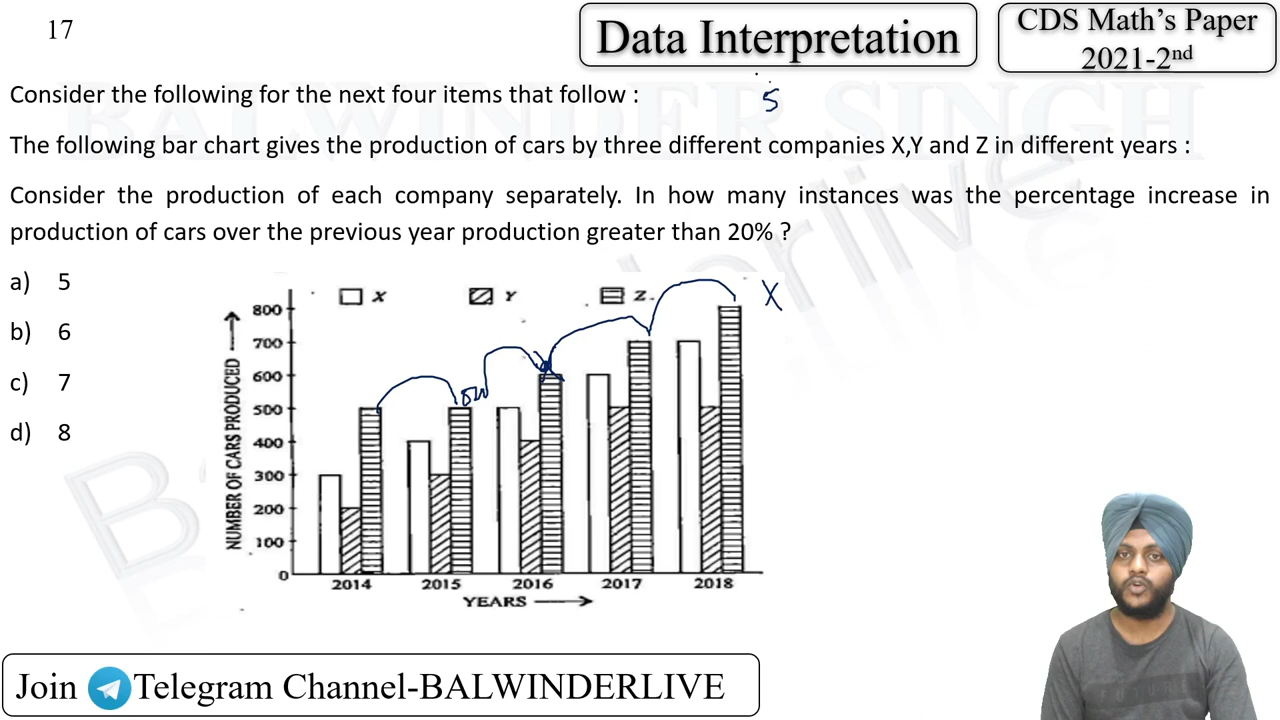 17
Data Interpretation
CDS Math's Paper
2021-2nd
Consider the following for the next four items that follow :
5
The following bar chart gives the production of cars by three different companies X,Y and Z in different years :
Consider the production of each company separately. In how many instances was the percentage increase in
production of cars over the previous year production greater than 20% ?
a) 5
b) 6
c) 7
d) 8
X Y Z
X
NUMBER OF CARS PRODUCED
800
700
600
500
400
300
200
100
0
2014 2015 2016 2017 2018
YEARS
Join Telegram Channel-BALWINDERLIVE
BALWINDER SINGH